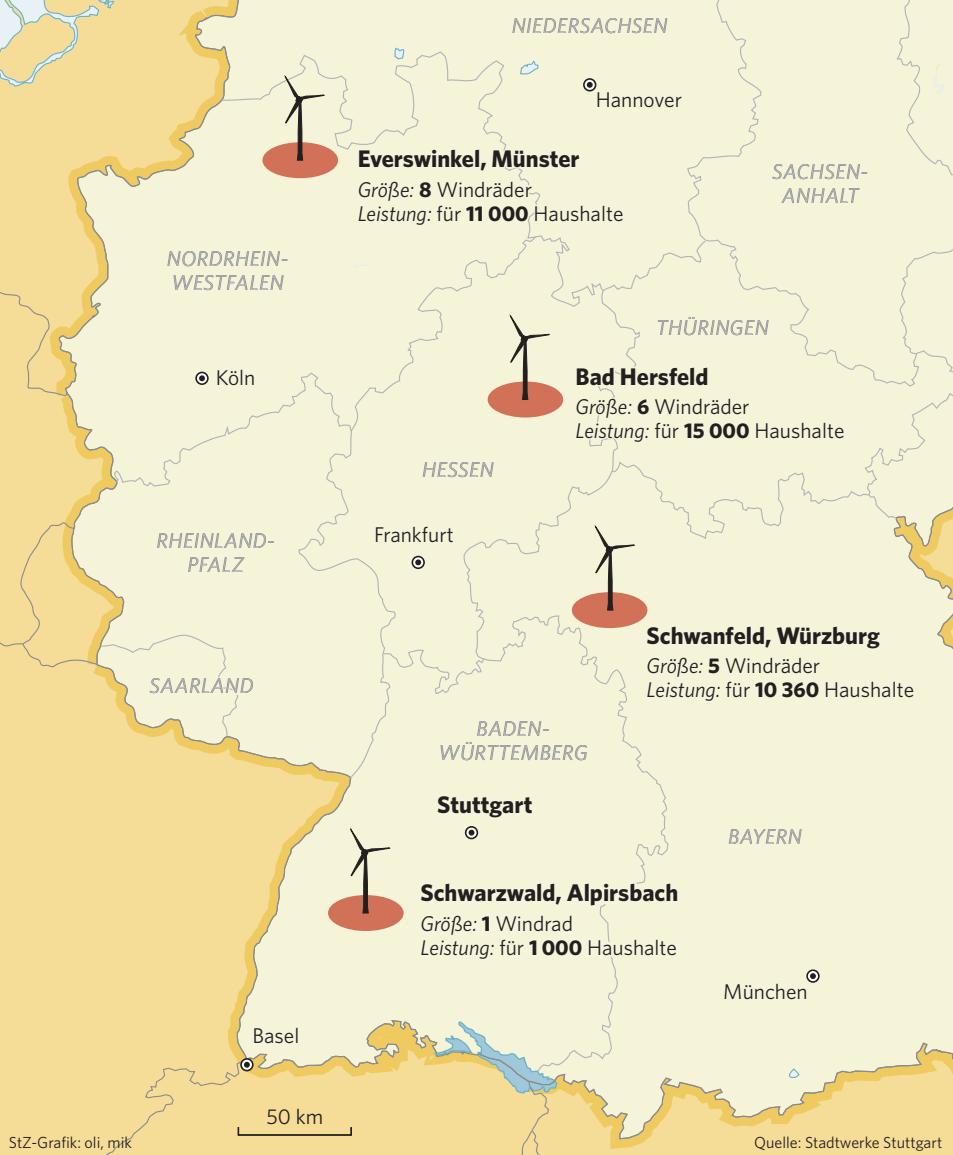 NIEDERSACHSEN
Hannover
Everswinkel, Münster
Größe: 8 Windräder
Leistung: für 11 000 Haushalte
SACHSEN-
ANHALT
NORDRHEIN-
WESTFALEN
THÜRINGEN
Köln
Bad Hersfeld
Größe: 6 Windräder
Leistung: für 15 000 Haushalte
HESSEN
Frankfurt
RHEINLAND-
PFALZ
Schwanfeld, Würzburg
Größe: 5 Windräder
Leistung: für 10 360 Haushalte
SAARLAND
BADEN-
WÜRTTEMBERG
Stuttgart
BAYERN
Schwarzwald, Alpirsbach
Größe: 1 Windrad
Leistung: für 1 000 Haushalte
München
Basel
50 km
StZ-Grafik: oli, mik
Quelle: Stadtwerke Stuttgart